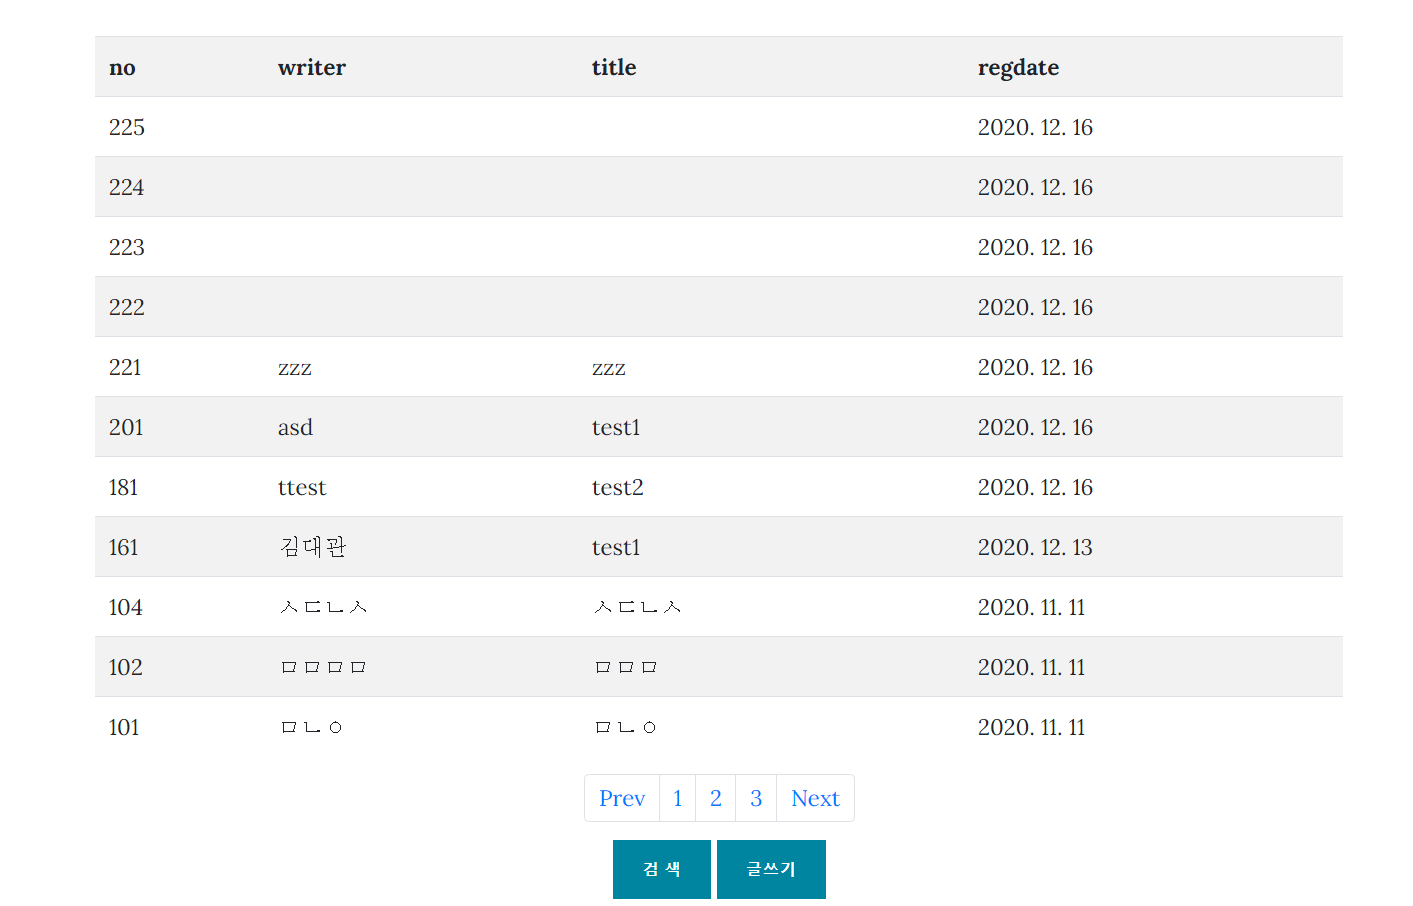 no writer title regdate
225 2020. 12. 16
224 2020. 12. 16
223 2020. 12. 16
222 2020. 12. 16
221 zzz zzz 2020. 12. 16
201 asd test1 2020. 12. 16
181 ttest test2 2020. 12. 16
161 김대관 test1 2020. 12. 13
104 ㅅㄷㄴㅅ ㅅㄷㄴㅅ 2020. 11. 11
102 ㅁㅁㅁㅁ ㅁㅁㅁ 2020. 11. 11
101 ㅁㄴㅇ ㅁㄴㅇ 2020. 11. 11
Prev 1 2 3 Next
검 색 글쓰기